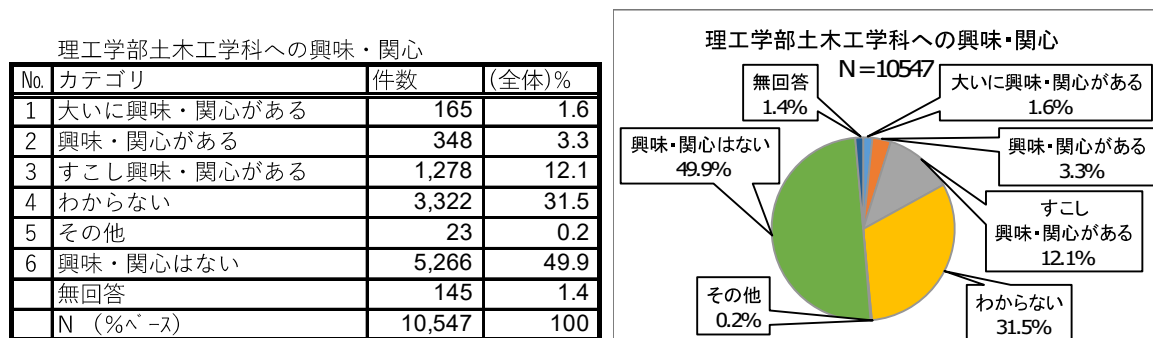 理工学部土木工学科への興味・関心
№ カテゴリ 件数 (全体)%
1 大いに興味・関心がある 165 1.6
2 興味・関心がある 348 3.3
3 すこし興味・関心がある 1,278 12.1
4 わからない 3,322 31.5
5 その他 23 0.2
6 興味・関心はない 5,266 49.9
無回答 145 1.4
N (%ﾍﾞｰｽ) 10,547 100
理工学部土木工学科への興味・関心
N=10547
無回答
1.4%
大いに興味・関心がある
1.6%
興味・関心はない
49.9%
興味・関心がある
3.3%
すこし
興味・関心がある
12.1%
その他
0.2%
わからない
31.5%